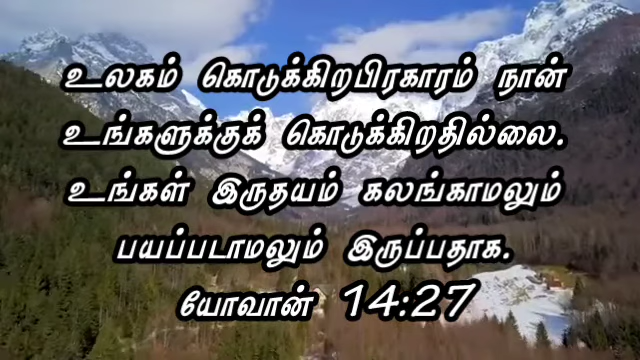 உலகம் கொடுக்கிறபிரகாரம் நான்
உங்களுக்குக் கொடுக்கிறதில்லை.
உங்கள் இருதயம் கலங்காமலும்
பயப்படாமலும் இருப்பதாக.
யோவான் 14:27